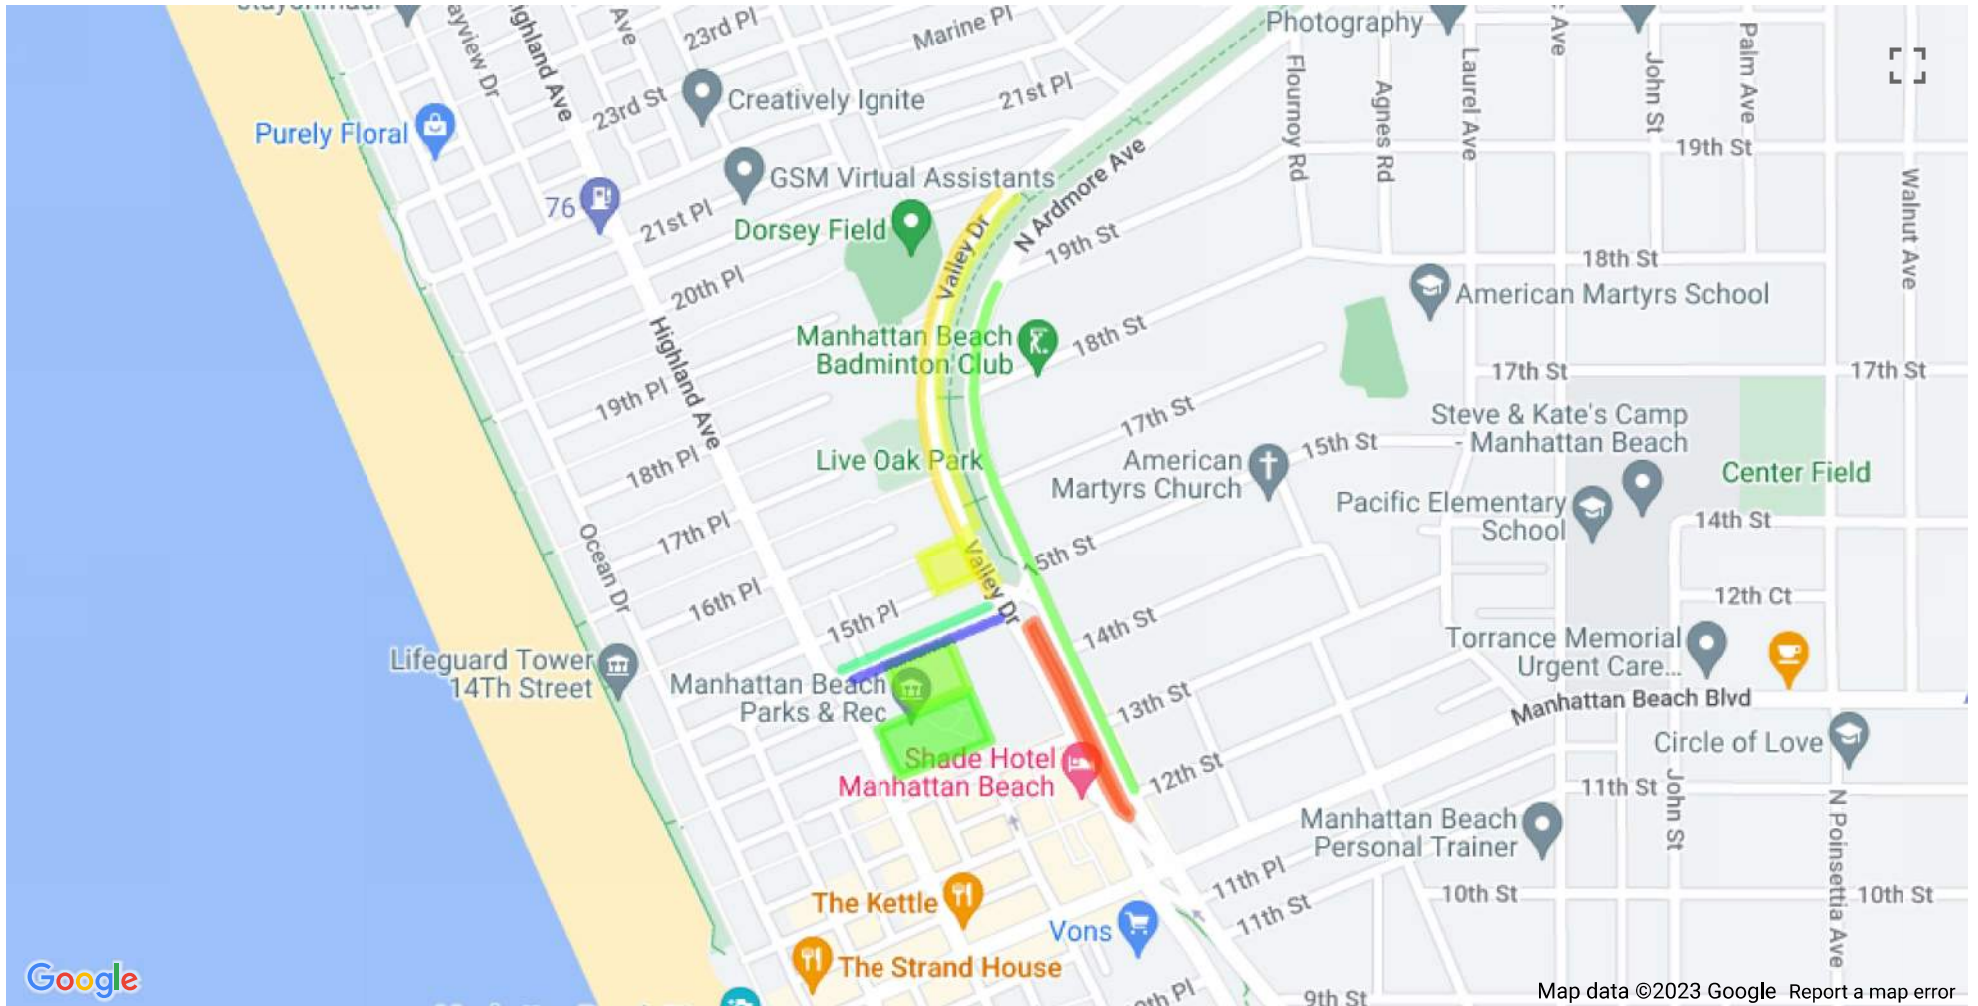 ayview Dr
ighland Ave
Ave
23rd Pl
Marine Pl
Photography
Ave
Creatively Ignite
23rd St
21st Pl
Purely Floral
Flournoy Rd
Agnes Rd
Laurel Ave
John St
Palm Ave
19th St
GSM Virtual Assistants
N Ardmore Ave
76
21st Pl
Dorsey Field
Valley Dr
19th St
Walnut Ave
18th St
20th Pl
American Martyrs School
Highland Ave
Manhattan Beach
Badminton Club
18th St
17th St
17th St
19th Pl
17th St
Steve & Kate's Camp
- Manhattan Beach
18th Pl
Live Oak Park
American
Martyrs Church
15th St
Center Field
Pacific Elementary
School
14th St
17th Pl
Ocean Dr
Valley Dr
15th St
16th Pl
12th Ct
15th Pl
Valley Dr
14th St
Lifeguard Tower
14Th Street
Torrance Memorial
Urgent Care...
Manhattan Beach
Parks & Rec
13th St
Manhattan Beach Blvd
Circle of Love
Shade Hotel
Manhattan Beach
12th St
11th St
John St
N Poinsettia Ave
Manhattan Beach
Personal Trainer
11th Pl
The Kettle
10th St
10th St
11th St
Vons
The Strand House
Google
9th St
Map data ©2023 Google
Report a map error